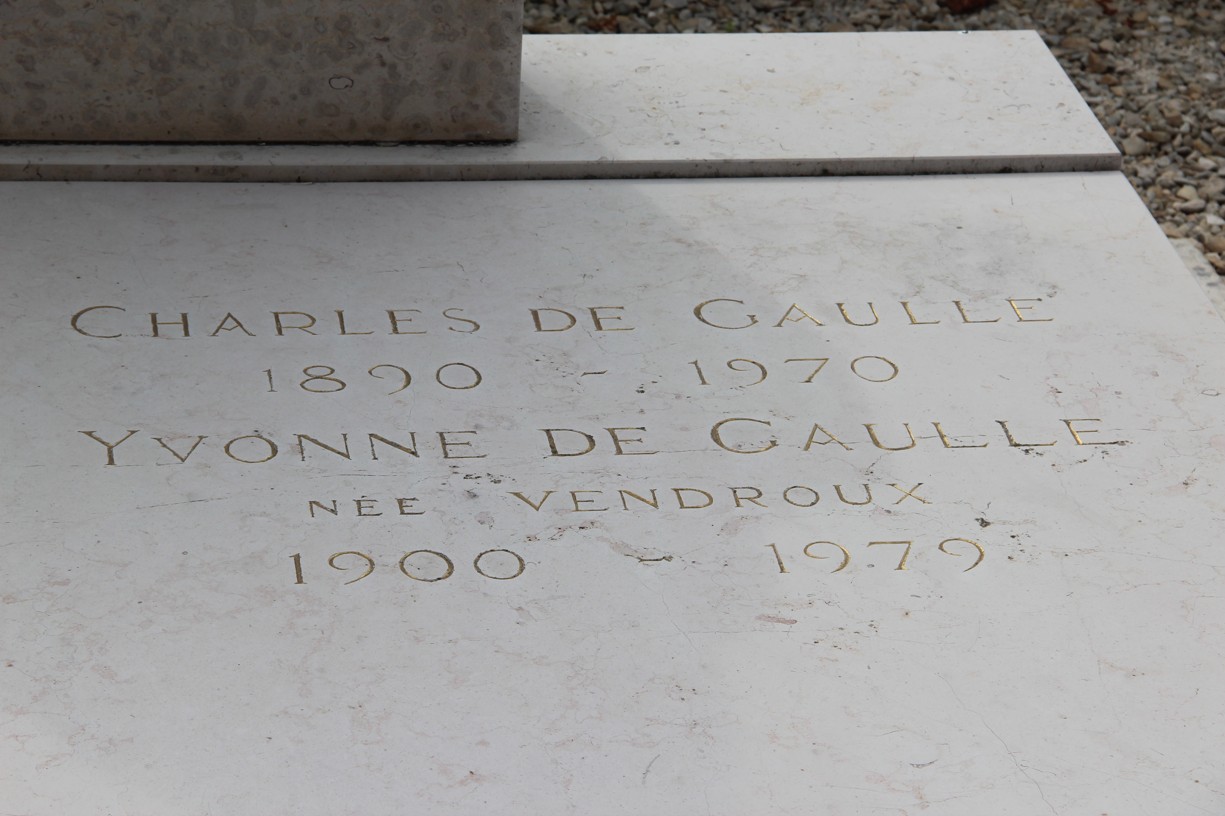 CHARLES DE GAULLE
1890 - 1970
YVONNE DE GAULLE
NÉE VENDROUX
1900 - 1979